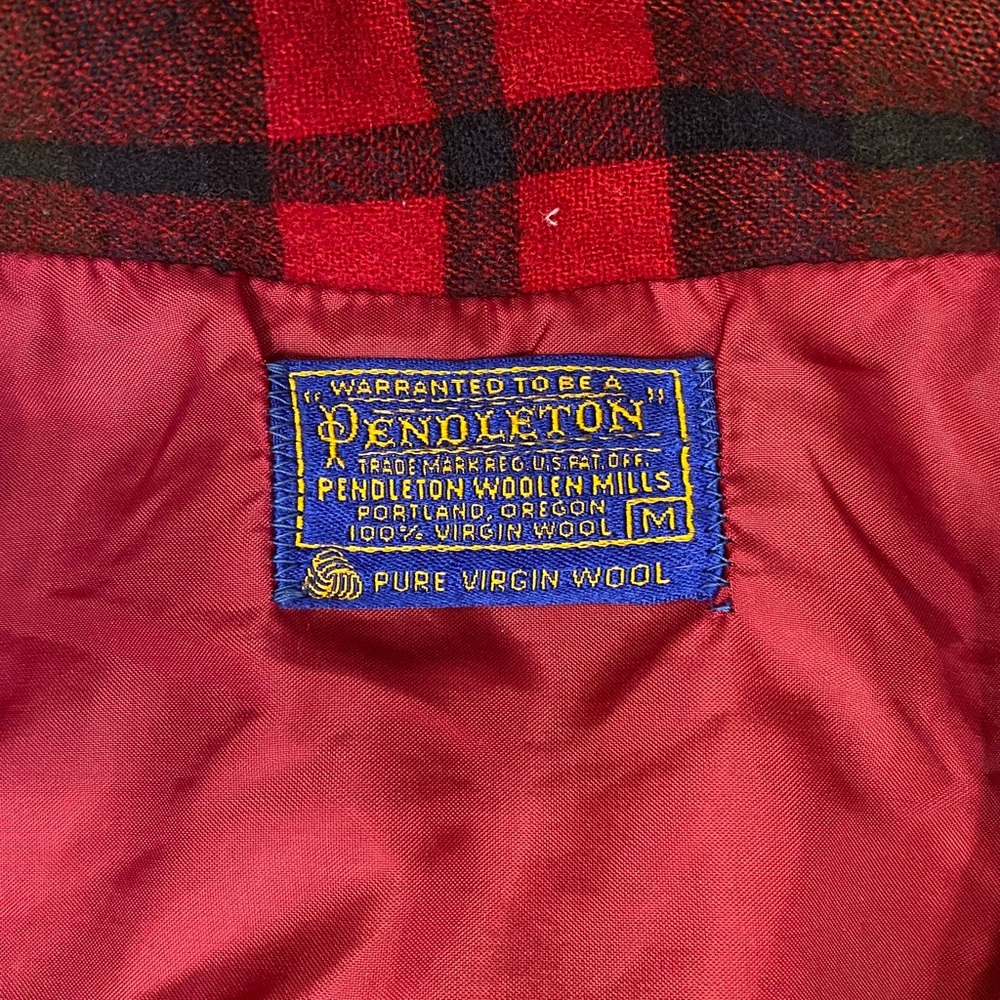 WARRANTED TO BE A
"PENDLETON"
TRADE MARK REG. U.S. PAT. OFF.
PENDLETON WOOLEN MILLS
PORTLAND, OREGON
100% VIRGIN WOOL M
PURE VIRGIN WOOL